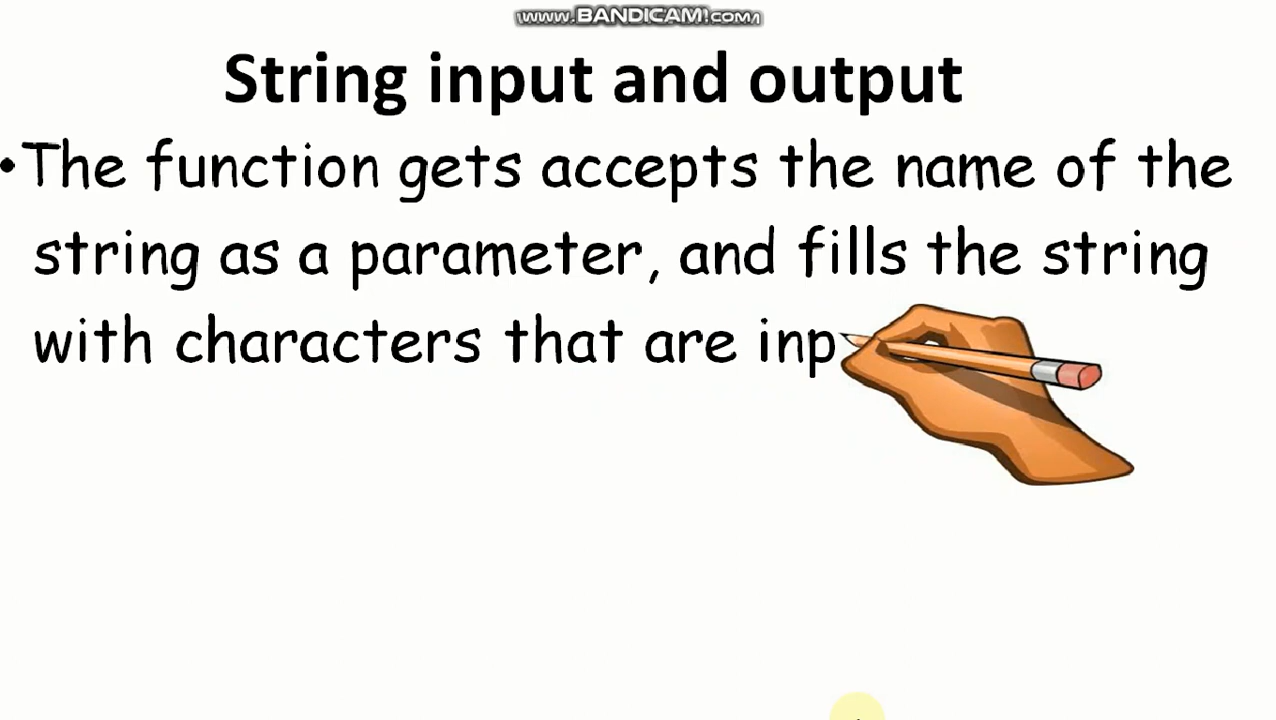 www.BANDICAM.com
String input and output
•The function gets accepts the name of the
string as a parameter, and fills the string
with characters that are inp